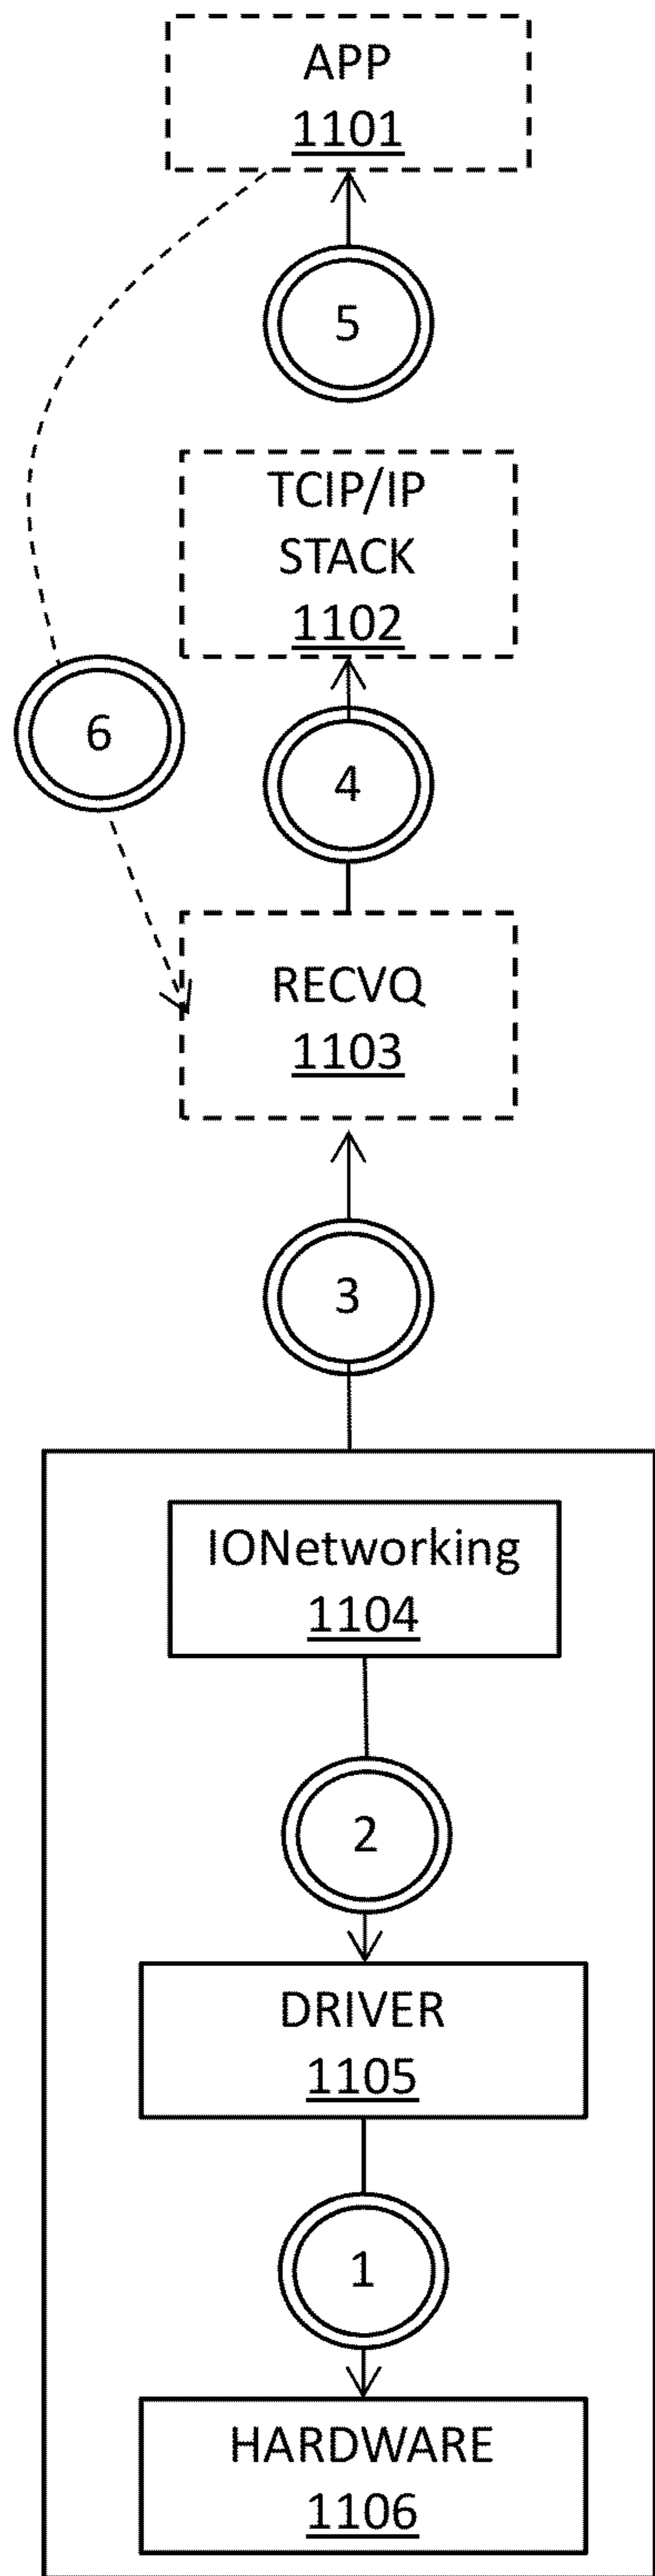 APP
1101
5
TCIP/IP
STACK
1102
6
4
RECVQ
1103
3
IONetworking
1104
2
DRIVER
1105
1
HARDWARE
1106